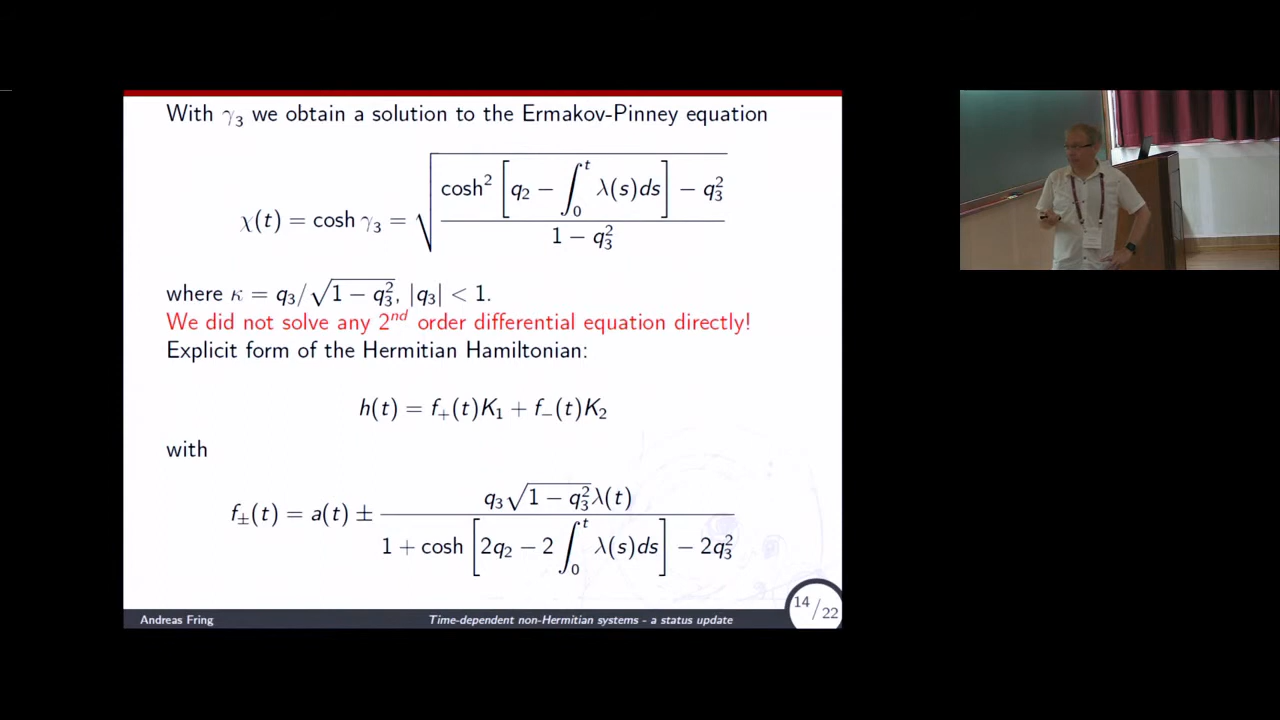 With γ₃ we obtain a solution to the Ermakov-Pinney equation
χ(t) = cosh γ₃ = √( (cosh² [q₂ − ∫₀ᵗ λ(s)ds] − q₃²) / (1 − q₃²) )
where κ = q₃/√(1 − q₃²), |q₃| < 1.
We did not solve any 2ⁿᵈ order differential equation directly!
Explicit form of the Hermitian Hamiltonian:
h(t) = f₊(t)K₁ + f₋(t)K₂
with
f±(t) = a(t) ± (q₃√(1 − q₃²)λ(t)) / (1 + cosh [2q₂ − 2 ∫₀ᵗ λ(s)ds] − 2q₃²)
Andreas Fring Time-dependent non-Hermitian systems - a status update 14/22